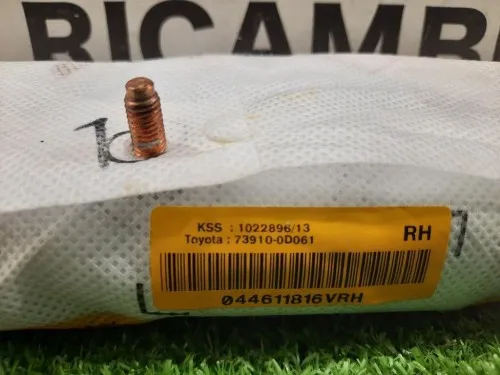 RICAMBI
KSS : 1022896/13
Toyota : 73910-0D061
RH
044611816VRH